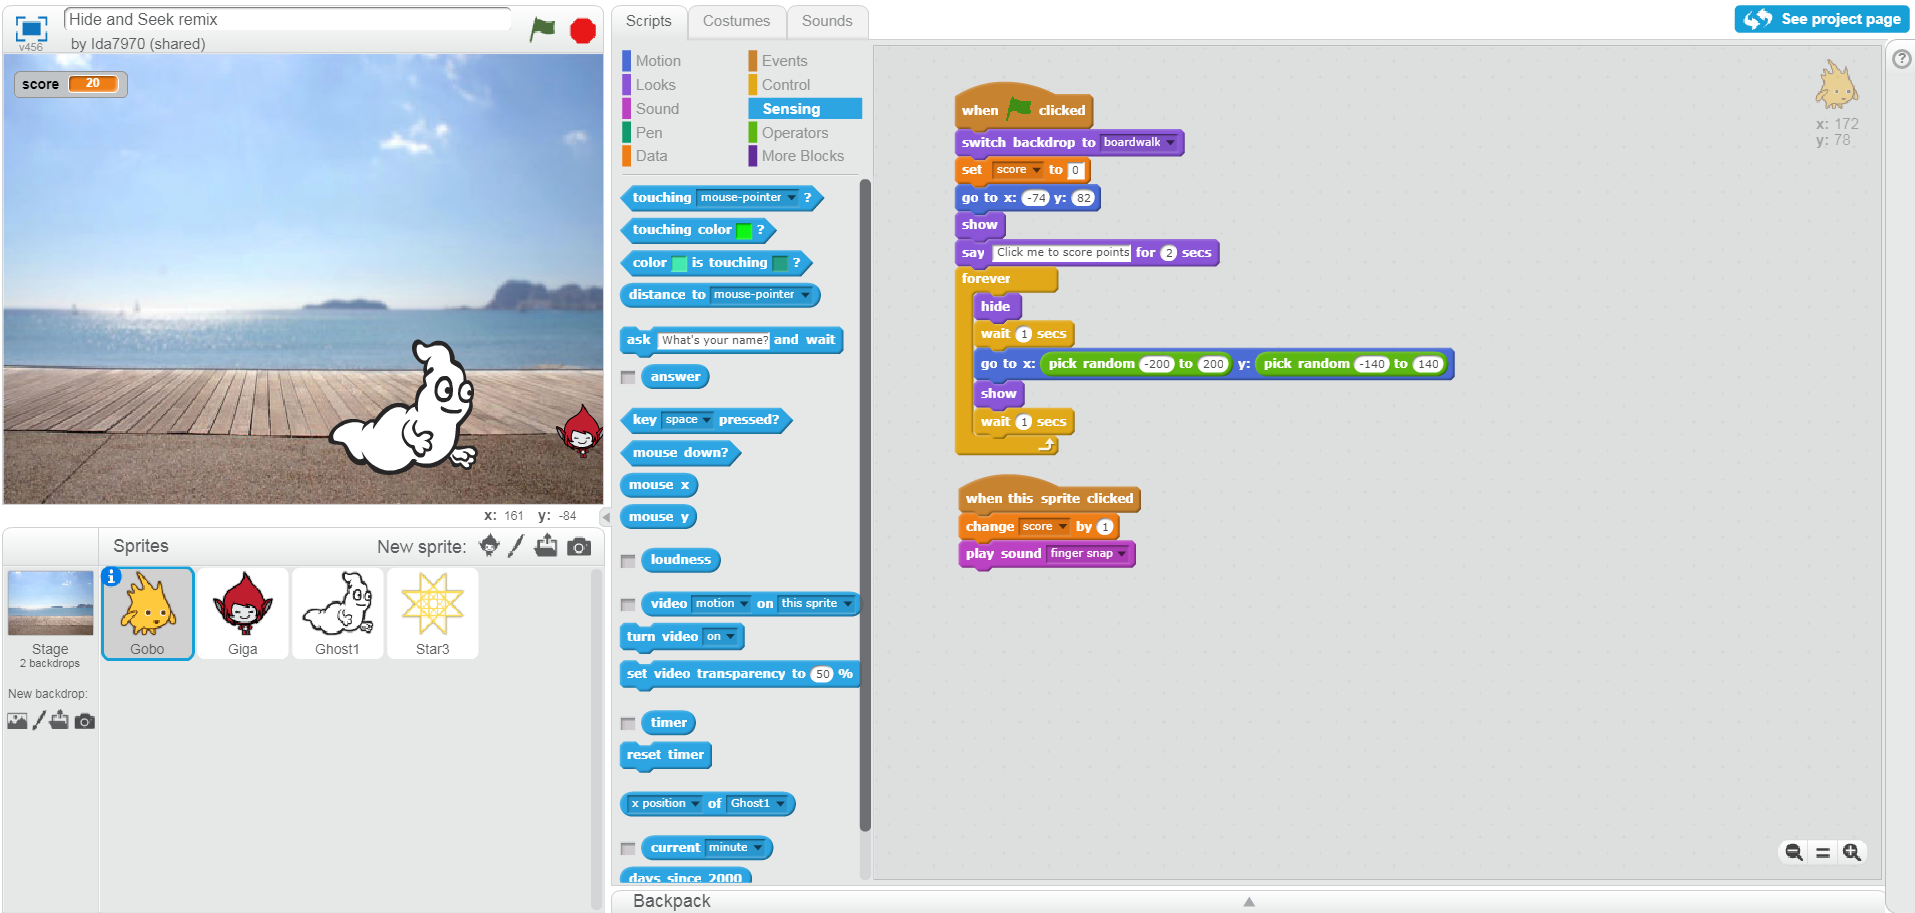 Hide and Seek remix
by Ida7970 (shared)
v456
score 20
x: 161 y: -84
Sprites
New sprite:
Stage
2 backdrops
New backdrop:
Gobo
Giga
Ghost1
Star3
Scripts
Costumes
Sounds
See project page
Motion
Looks
Sound
Pen
Data
Events
Control
Sensing
Operators
More Blocks
touching mouse-pointer ?
touching color ?
color is touching ?
distance to mouse-pointer
ask What's your name? and wait
answer
key space pressed?
mouse down?
mouse x
mouse y
loudness
video motion on this sprite
turn video on
set video transparency to 50 %
timer
reset timer
x position of Ghost1
current minute
days since 2000
when clicked
switch backdrop to boardwalk
set score to 0
go to x: -74 y: 82
show
say Click me to score points for 2 secs
forever
hide
wait 1 secs
go to x: pick random -200 to 200 y: pick random -140 to 140
show
wait 1 secs
when this sprite clicked
change score by 1
play sound finger snap
x: 172
y: 78
Backpack